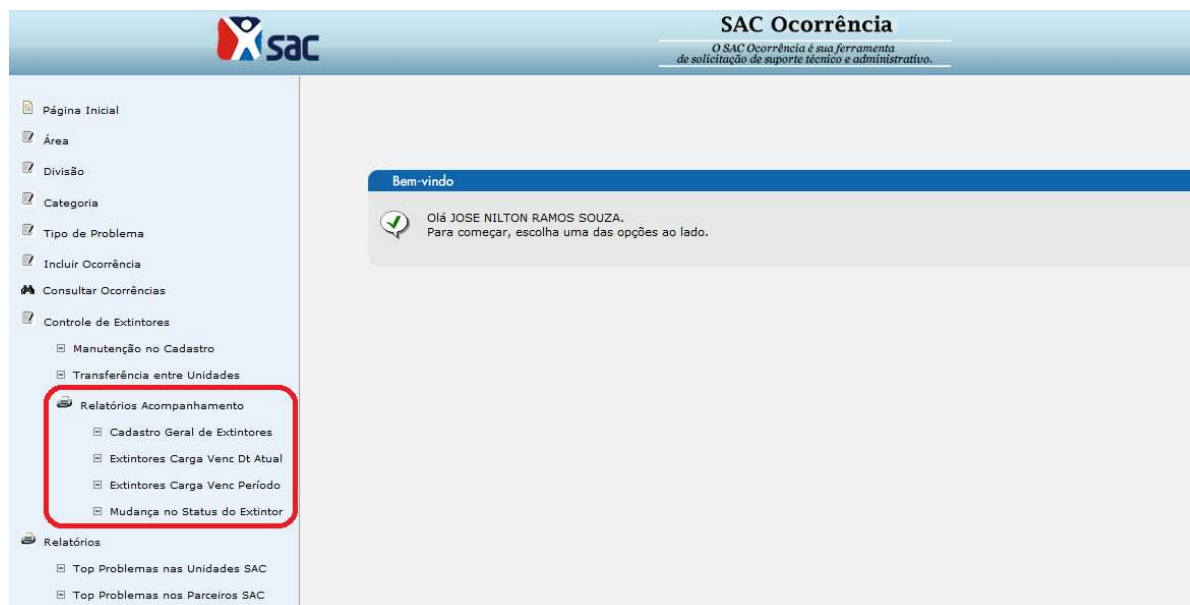 sac
SAC Ocorrência
O SAC Ocorrência é sua ferramenta
de solicitação de suporte técnico e administrativo.
Página Inicial
Área
Divisão
Categoria
Tipo de Problema
Incluir Ocorrência
Consultar Ocorrências
Controle de Extintores
Manutenção no Cadastro
Transferência entre Unidades
Relatórios Acompanhamento
Cadastro Geral de Extintores
Extintores Carga Venc Dt Atual
Extintores Carga Venc Período
Mudança no Status do Extintor
Relatórios
Top Problemas nas Unidades SAC
Top Problemas nos Parceiros SAC
Bem-vindo
Olá JOSE NILTON RAMOS SOUZA.
Para começar, escolha uma das opções ao lado.